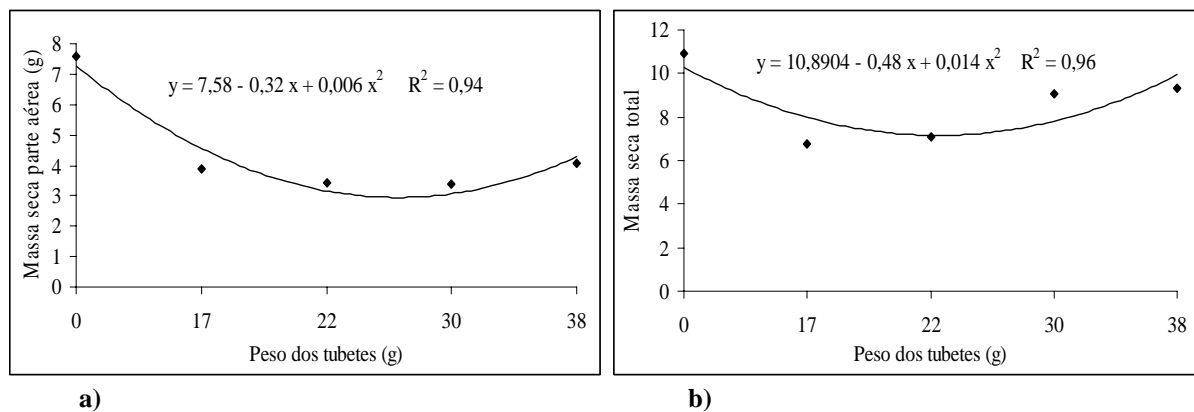 Massa seca parte aérea (g)
8
7
6
5
4
3
2
1
0
y = 7,58 - 0,32 x + 0,006 x² R² = 0,94
0 17 22 30 38
Peso dos tubetes (g)
a)
Massa seca total
12
10
8
6
4
2
0
y = 10,8904 - 0,48 x + 0,014 x² R² = 0,96
0 17 22 30 38
Peso dos tubetes (g)
b)